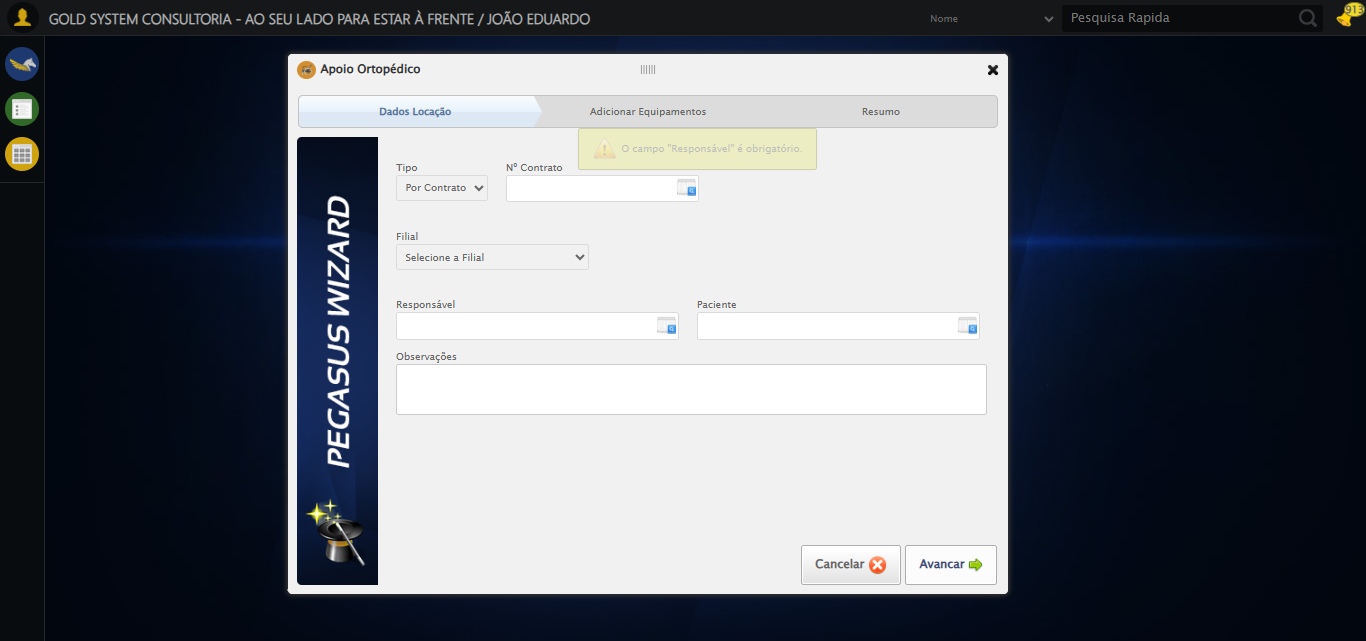 GOLD SYSTEM CONSULTORIA - AO SEU LADO PARA ESTAR À FRENTE / JOÃO EDUARDO
Nome
Pesquisa Rapida
913
Apoio Ortopédico
Dados Locação
Adicionar Equipamentos
Resumo
O campo "Responsável" é obrigatório.
Tipo
Nº Contrato
Por Contrato
Filial
Selecione a Filial
Responsável
Paciente
Observações
PEGASUS WIZARD
Cancelar
Avancar